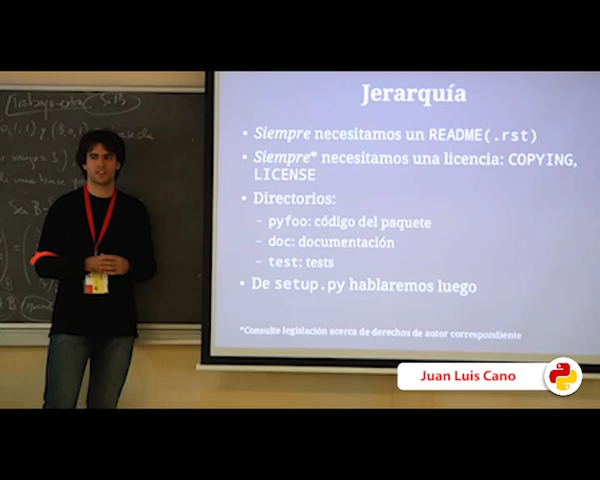 Jerarquía
• Siempre necesitamos un README(.rst)
• Siempre* necesitamos una licencia: COPYING,
LICENSE
• Directorios:
– pyfoo: código del paquete
– doc: documentación
– test: tests
• De setup.py hablaremos luego
*Consulte legislación acerca de derechos de autor correspondiente
Juan Luis Cano